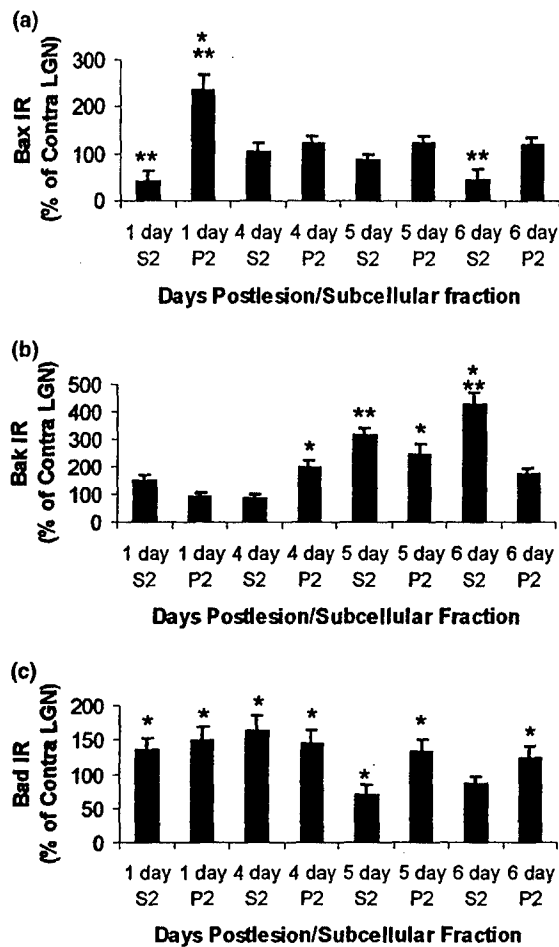 (a)
*
**
300
200
100
0
Bax IR
(% of Contra LGN)
**
**
1 day 1 day 4 day 4 day 5 day 5 day 6 day 6 day
S2 P2 S2 P2 S2 P2 S2 P2
Days Postlesion/Subcellular fraction
(b)
500
400
300
200
100
0
Bak IR
(% of Contra LGN)
*
**
*
*
**
1 day 1 day 4 day 4 day 5 day 5 day 6 day 6 day
S2 P2 S2 P2 S2 P2 S2 P2
Days Postlesion/Subcellular Fraction
(c)
200
150
100
50
0
Bad IR
(% of Contra LGN)
* * * * * * *
1 day 1 day 4 day 4 day 5 day 5 day 6 day 6 day
S2 P2 S2 P2 S2 P2 S2 P2
Days Postlesion/Subcellular Fraction